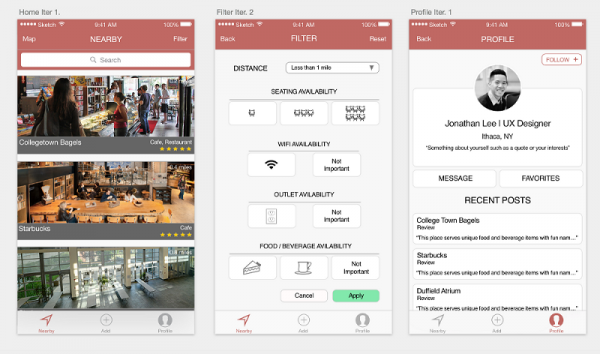 Home Iter 1.
Sketch 9:41 AM 100%
Map NEARBY Filter
Search
Collegetown Bagels Cafe, Restaurant
0.4 miles
Starbucks Cafe
Nearby Add Profile
Filter Iter. 2
Sketch 9:41 AM 100%
Back FILTER Reset
DISTANCE Less than 1 mile
SEATING AVAILABILITY
WIFI AVAILABILITY
Not
Important
OUTLET AVAILABILITY
Not
Important
FOOD / BEVERAGE AVAILABILITY
Not
Important
Cancel Apply
Nearby Add Profile
Profile Iter. 1
Sketch 9:41 AM 100%
Back PROFILE
FOLLOW +
Jonathan Lee | UX Designer
Ithaca, NY
"Something about yourself such as a quote or your interests"
MESSAGE FAVORITES
RECENT POSTS
College Town Bagels
Review
"This place serves unique food and beverage items with fun nam..."
Starbucks
Review
"This place serves unique food and beverage items with fun nam..."
Duffield Atrium
Review
"This place serves unique food and beverage items with fun nam..."
Nearby Add Profile